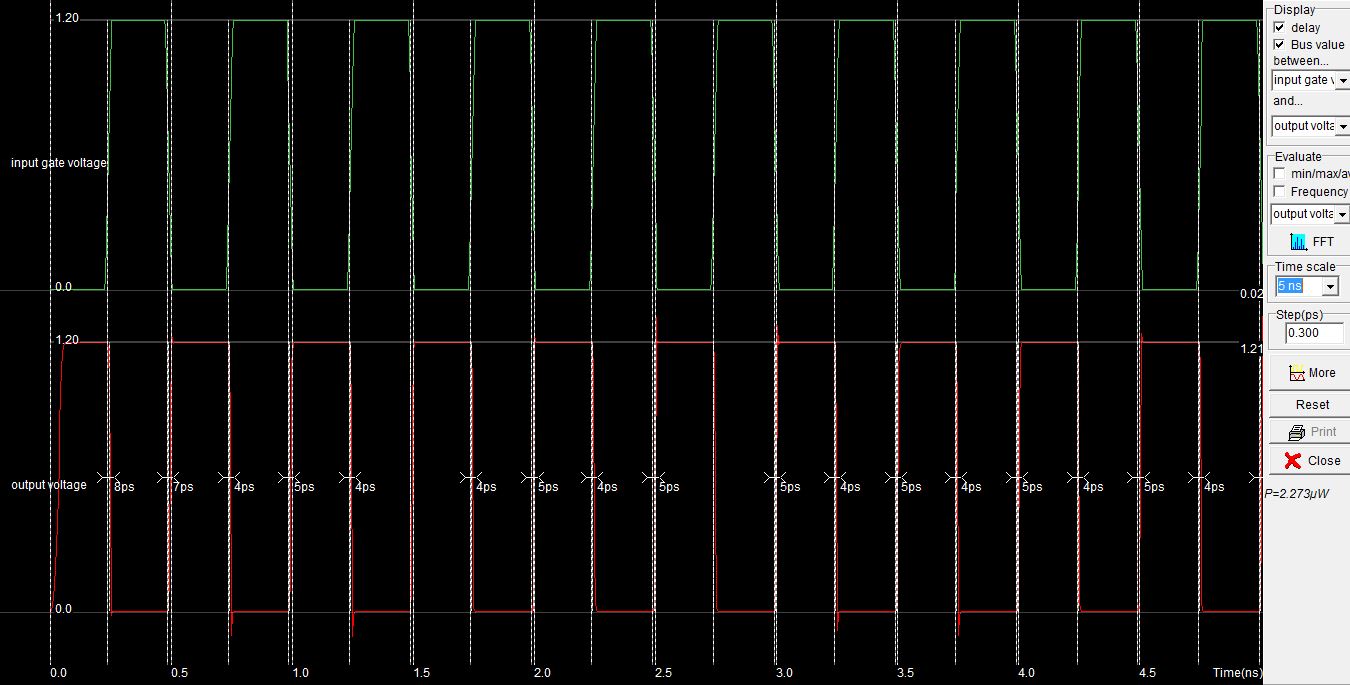 1.20
input gate voltage
0.0
0.02
1.20
1.21
output voltage
8ps 7ps 4ps 5ps 4ps 4ps 5ps 4ps 5ps 5ps 4ps 5ps 4ps 5ps 4ps 5ps 4ps
0.0
0.0 0.5 1.0 1.5 2.0 2.5 3.0 3.5 4.0 4.5 Time(ns)
Display
delay
Bus value
between...
input gate v
and...
output volta
Evaluate
min/max/av
Frequency
output volta
FFT
Time scale
5 ns
Step(ps)
0.300
More
Reset
Print
Close
P=2.273µW